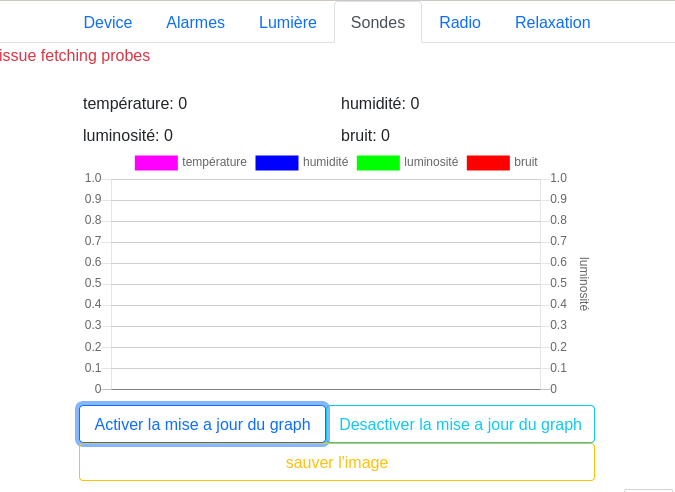 Device Alarmes Lumière Sondes Radio Relaxation
issue fetching probes
température: 0 humidité: 0
luminosité: 0 bruit: 0
température humidité luminosité bruit
1.0 1.0
0.9 0.9
0.8 0.8
0.7 0.7
0.6 0.6
0.5 0.5
0.4 0.4
0.3 0.3
0.2 0.2
0.1 0.1
0 0
luminosité
Activer la mise a jour du graph Desactiver la mise a jour du graph
sauver l'image